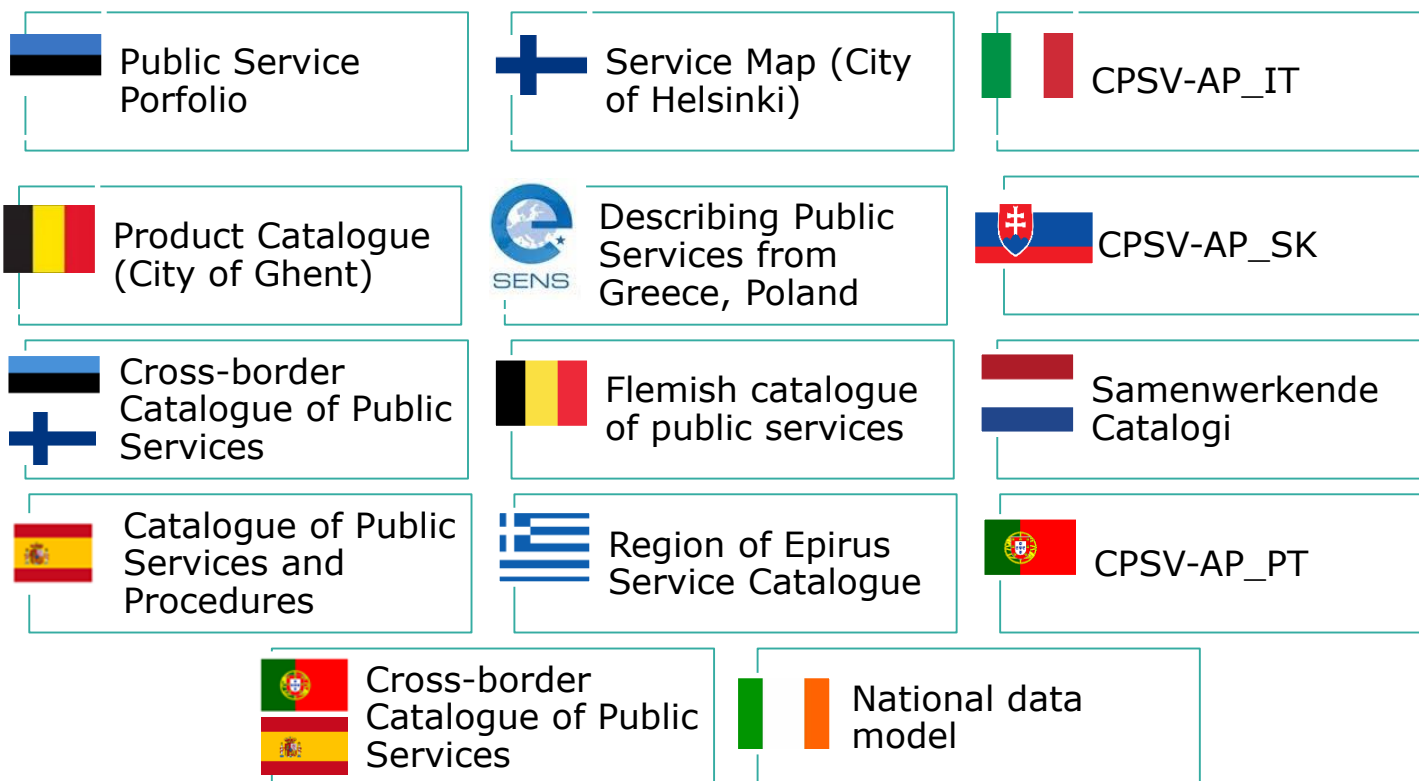 Public Service
Porfolio
Service Map (City
of Helsinki)
CPSV-AP_IT
Product Catalogue
(City of Ghent)
SENS
Describing Public
Services from
Greece, Poland
CPSV-AP_SK
Cross-border
Catalogue of Public
Services
Flemish catalogue
of public services
Samenwerkende
Catalogi
Catalogue of Public
Services and
Procedures
Region of Epirus
Service Catalogue
CPSV-AP_PT
Cross-border
Catalogue of Public
Services
National data
model